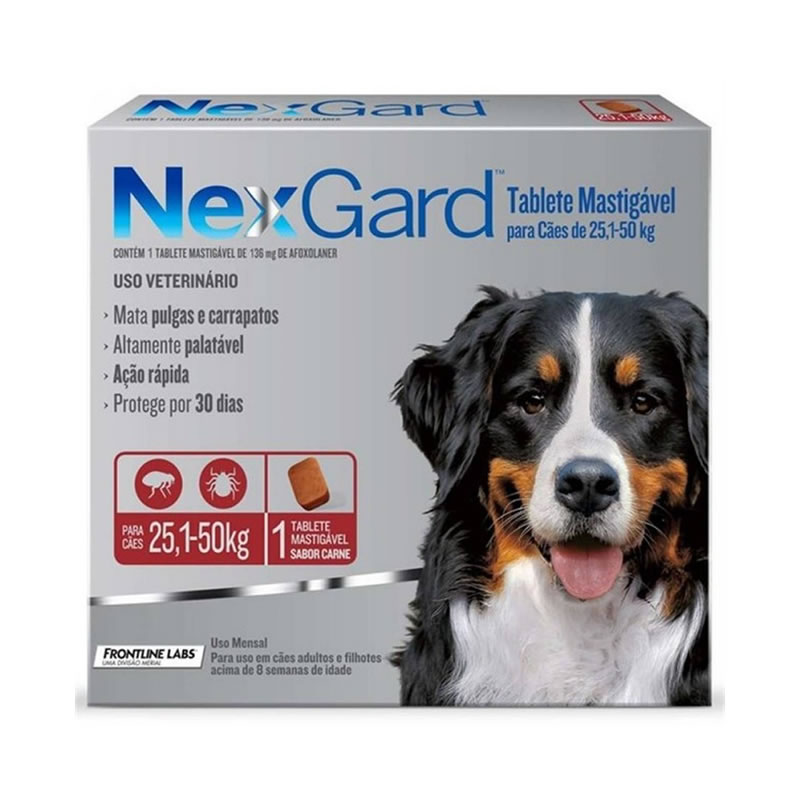 NexGard
CONTÉM 1 TABLETE MASTIGÁVEL DE 136 mg DE AFOXOLANER
25,1-50kg
NexGard™
Tablete Mastigável
para Cães de 25,1-50 kg
CONTÉM 1 TABLETE MASTIGÁVEL DE 136 mg DE AFOXOLANER
USO VETERINÁRIO
› Mata pulgas e carrapatos
› Altamente palatável
› Ação rápida
› Protege por 30 dias
PARA CÃES 25,1-50kg
1 TABLETE MASTIGÁVEL
SABOR CARNE
FRONTLINE LABS
UMA DIVISÃO MERIAL
Uso Mensal
Para uso em cães adultos e filhotes
acima de 8 semanas de idade